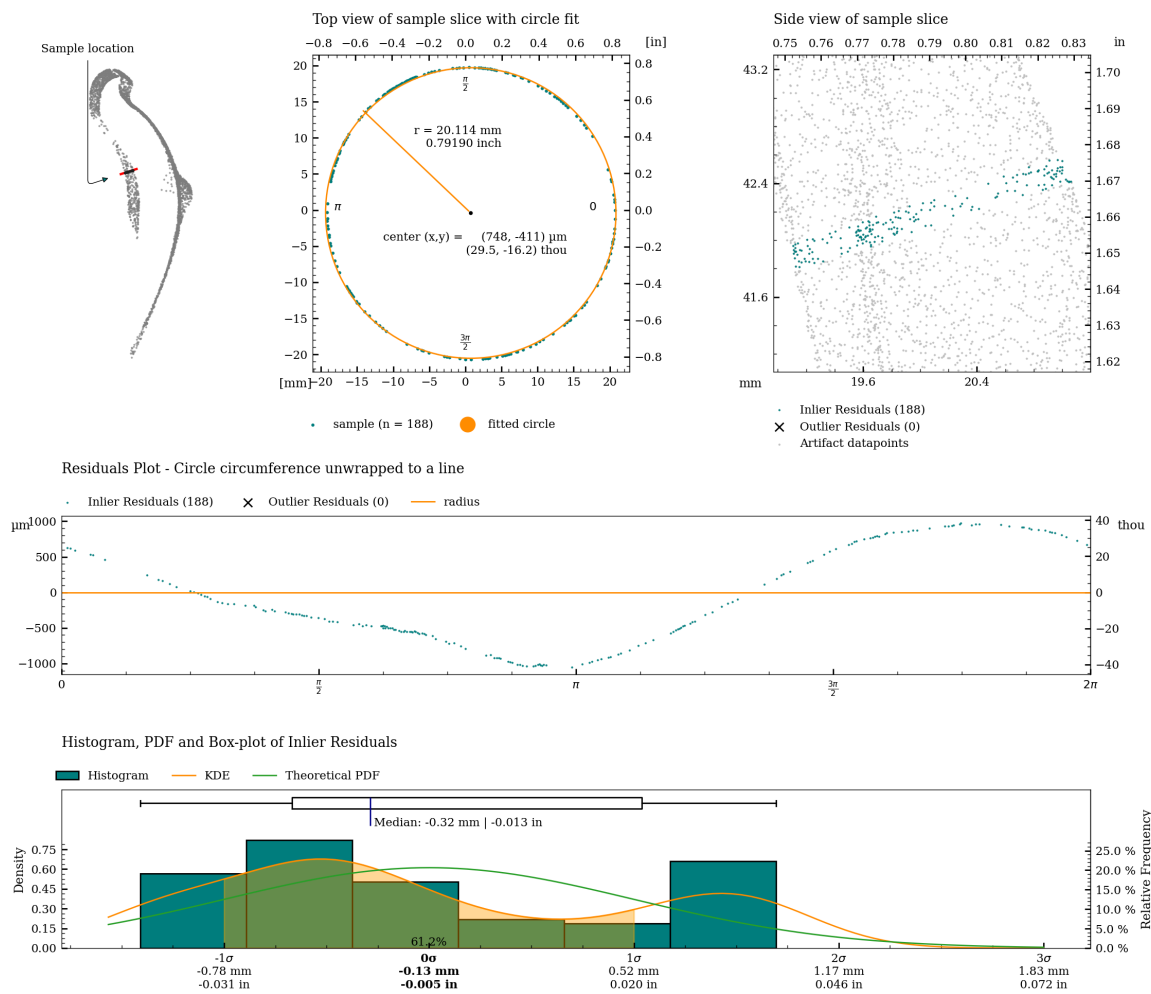 Sample location
Top view of sample slice with circle fit
−0.8 −0.6 −0.4 −0.2 0.0 0.2 0.4 0.6 0.8 [in]
20
15
10
5
0
−5
−10
−15
−20
π/2
π
0
3π/2
r = 20.114 mm
0.79190 inch
center (x,y) = (748, -411) µm
(29.5, -16.2) thou
0.8
0.6
0.4
0.2
0.0
−0.2
−0.4
−0.6
−0.8
[mm] −20 −15 −10 −5 0 5 10 15 20
sample (n = 188) fitted circle
Side view of sample slice
0.75 0.76 0.77 0.78 0.79 0.80 0.81 0.82 0.83 in
43.2
42.4
41.6
1.70
1.69
1.68
1.67
1.66
1.65
1.64
1.63
1.62
mm 19.6 20.4
Inlier Residuals (188)
Outlier Residuals (0)
Artifact datapoints
Residuals Plot - Circle circumference unwrapped to a line
Inlier Residuals (188) Outlier Residuals (0) radius
µm
1000
500
0
−500
−1000
40
20
0
−20
−40
thou
0 π/2 π 3π/2 2π
Histogram, PDF and Box-plot of Inlier Residuals
Histogram KDE Theoretical PDF
Median: -0.32 mm | -0.013 in
Density
0.75
0.60
0.45
0.30
0.15
0.00
25.0 %
20.0 %
15.0 %
10.0 %
5.0 %
0.0 %
Relative Frequency
61.2%
-1σ 0σ 1σ 2σ 3σ
-0.78 mm -0.13 mm 0.52 mm 1.17 mm 1.83 mm
-0.031 in -0.005 in 0.020 in 0.046 in 0.072 in